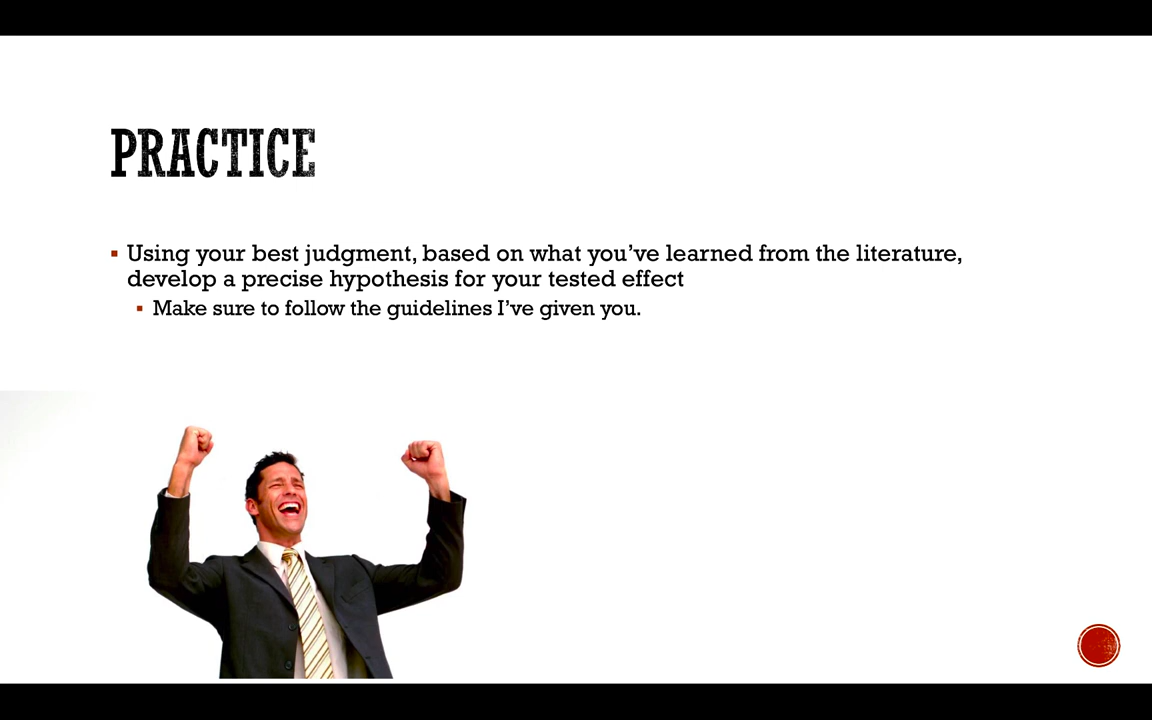 PRACTICE
Using your best judgment, based on what you’ve learned from the literature,
develop a precise hypothesis for your tested effect
Make sure to follow the guidelines I’ve given you.